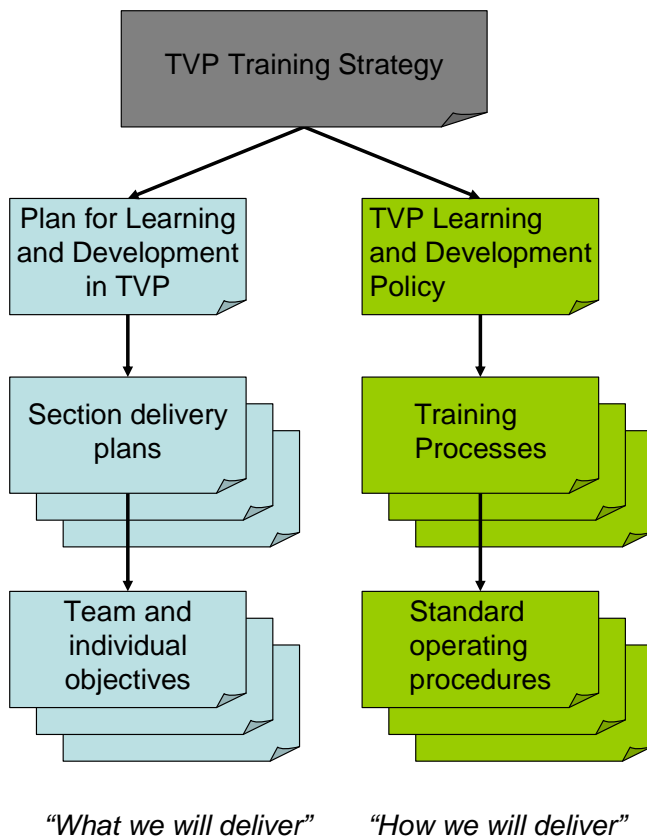 TVP Training Strategy
Plan for Learning
and Development
in TVP
TVP Learning
and Development
Policy
Section delivery
plans
Training
Processes
Team and
individual
objectives
Standard
operating
procedures
“What we will deliver”
“How we will deliver”